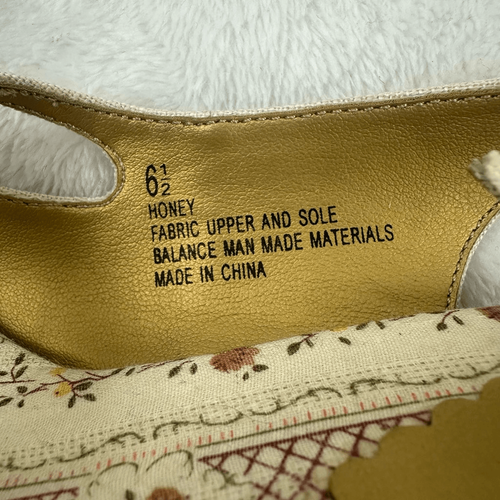 6½
HONEY
FABRIC UPPER AND SOLE
BALANCE MAN MADE MATERIALS
MADE IN CHINA